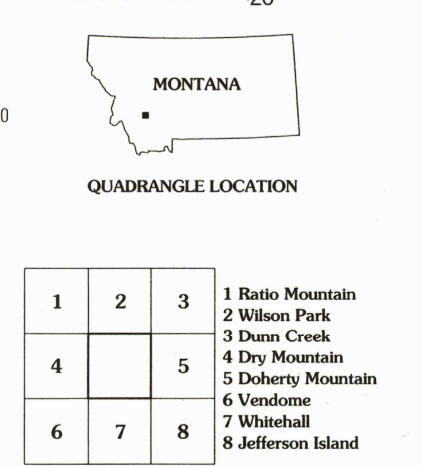 20
MONTANA
0
QUADRANGLE LOCATION
1 2 3
4 5
6 7 8
1 Ratio Mountain
2 Wilson Park
3 Dunn Creek
4 Dry Mountain
5 Doherty Mountain
6 Vendome
7 Whitehall
8 Jefferson Island